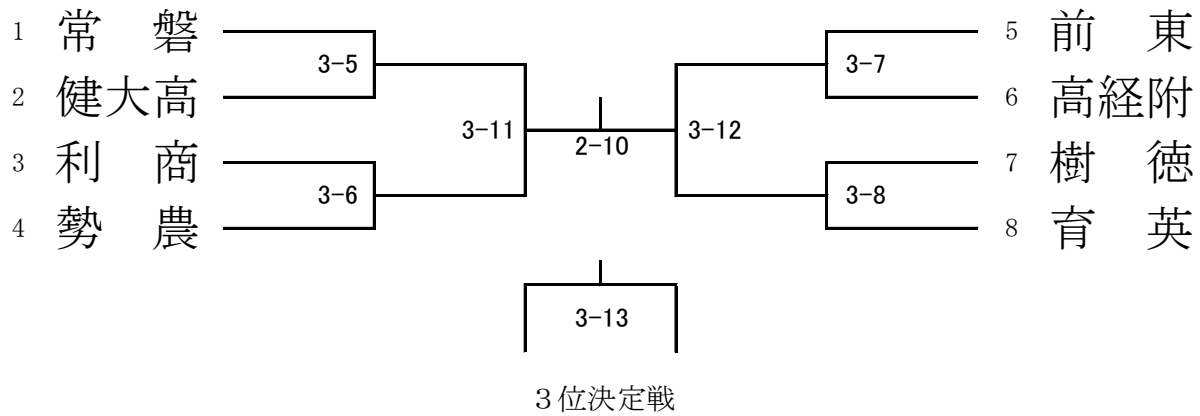 1 常 磐
3-5
2 健大高
3-11
3 利 商
3-6
4 勢 農
2-10
5 前 東
3-7
6 高経附
3-12
7 樹 徳
3-8
8 育 英
3-13
３位決定戦